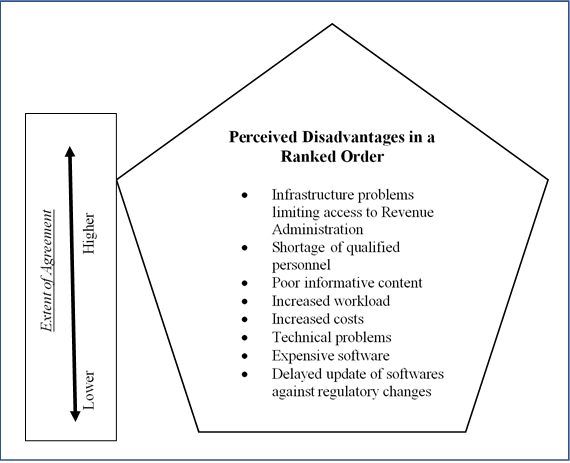 Perceived Disadvantages in a
Ranked Order
• Infrastructure problems
limiting access to Revenue
Administration
• Shortage of qualified
personnel
• Poor informative content
• Increased workload
• Increased costs
• Technical problems
• Expensive software
• Delayed update of softwares
against regulatory changes
Extent of Agreement
Higher
Lower